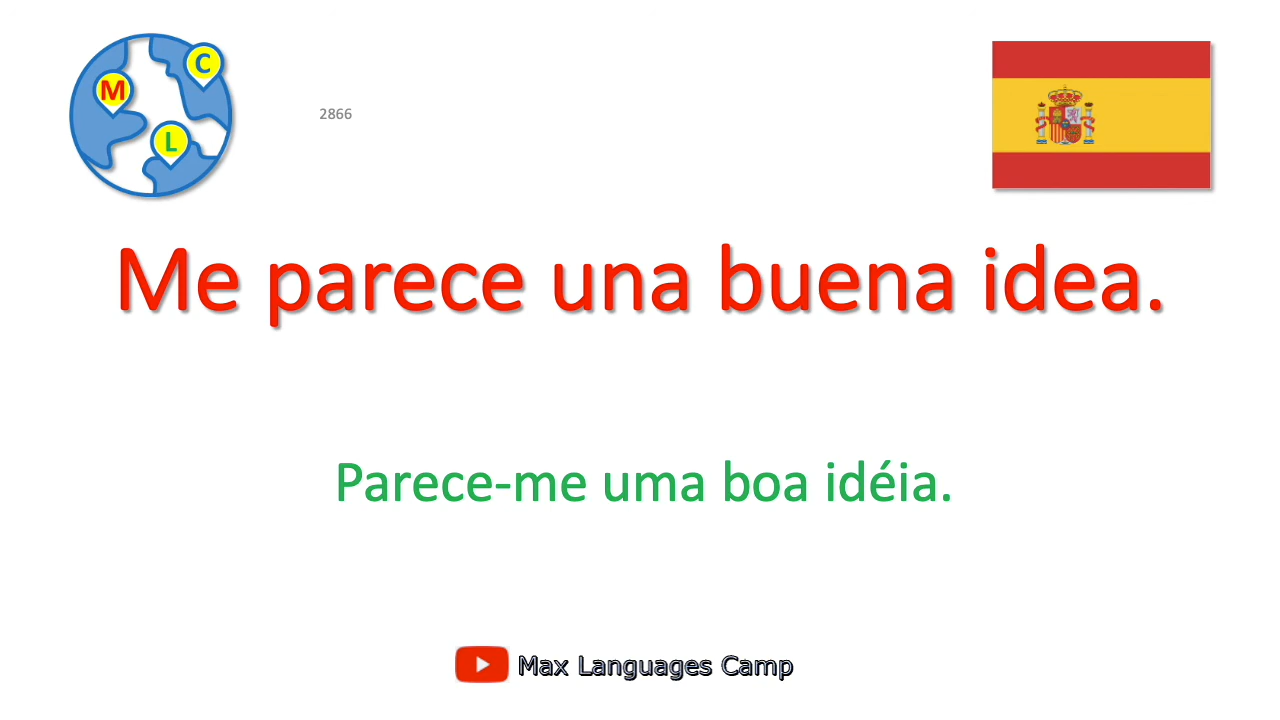 M
C
L
2866
Me parece una buena idea.
Parece-me uma boa idéia.
Max Languages Camp